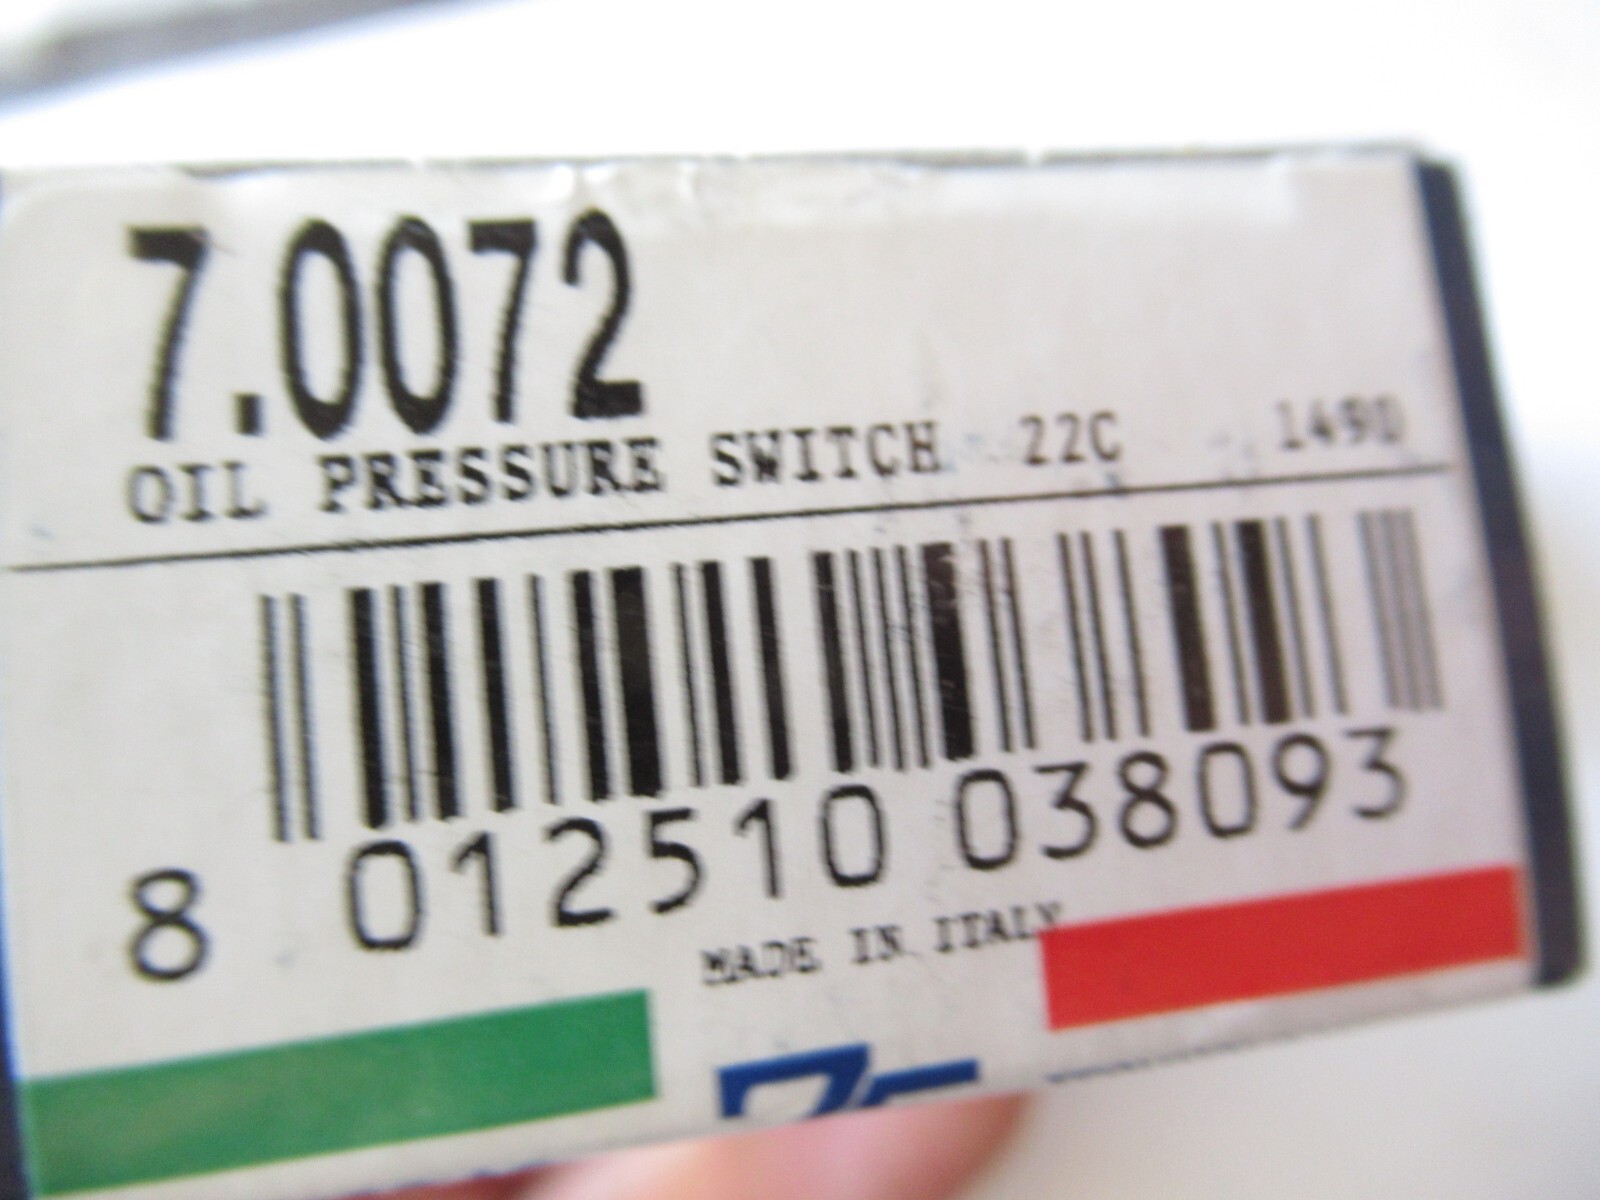 7.0072
OIL PRESSURE SWITCH 22C 1490
8 012510 038093
MADE IN ITALY